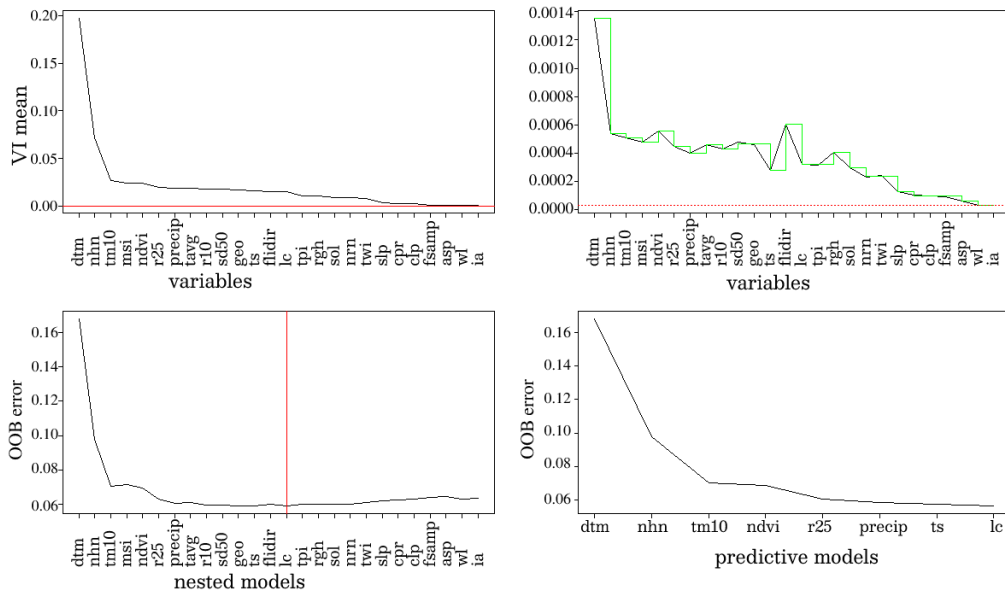 VI mean
0.20
0.15
0.10
0.05
0.00
dtm
nhn
tm10
msi
ndvi
r25
precip
tavg
r10
sd50
geo
ts
flidir
lc
tpi
rgh
sol
nrn
twi
slp
cpr
clp
fsamp
asp
wl
ia
variables
0.0014
0.0012
0.0010
0.0008
0.0006
0.0004
0.0002
0.0000
dtm
nhn
tm10
msi
ndvi
r25
precip
tavg
r10
sd50
geo
ts
flidir
lc
tpi
rgh
sol
nrn
twi
slp
cpr
clp
fsamp
asp
wl
ia
variables
OOB error
0.16
0.14
0.12
0.10
0.08
0.06
dtm
nhn
tm10
msi
ndvi
r25
precip
tavg
r10
sd50
geo
ts
flidir
lc
tpi
rgh
sol
nrn
twi
slp
cpr
clp
fsamp
asp
wl
ia
nested models
OOB error
0.16
0.14
0.12
0.10
0.08
0.06
dtm nhn tm10 ndvi r25 precip ts lc
predictive models